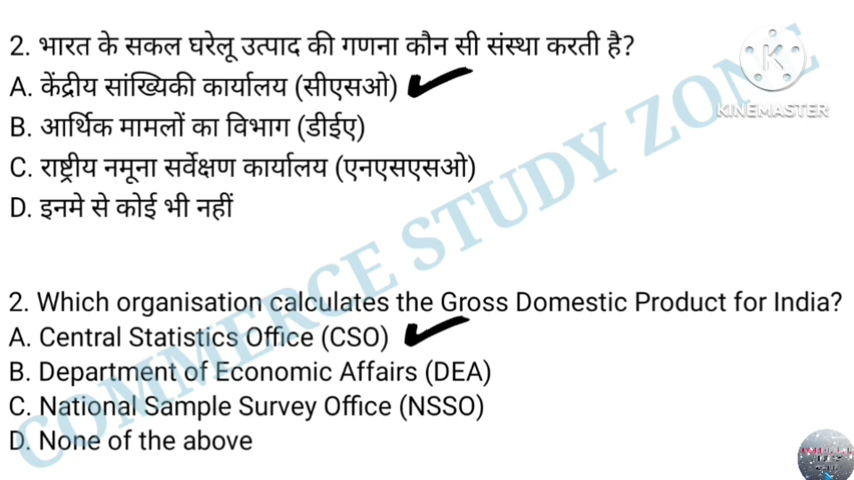 2. भारत के सकल घरेलू उत्पाद की गणना कौन सी संस्था करती है?
A. केंद्रीय सांख्यिकी कार्यालय (सीएसओ)
B. आर्थिक मामलों का विभाग (डीईए)
C. राष्ट्रीय नमूना सर्वेक्षण कार्यालय (एनएसएसओ)
D. इनमे से कोई भी नहीं
K
KINEMASTER
COMMERCE STUDY ZONE
2. Which organisation calculates the Gross Domestic Product for India?
A. Central Statistics Office (CSO)
B. Department of Economic Affairs (DEA)
C. National Sample Survey Office (NSSO)
D. None of the above